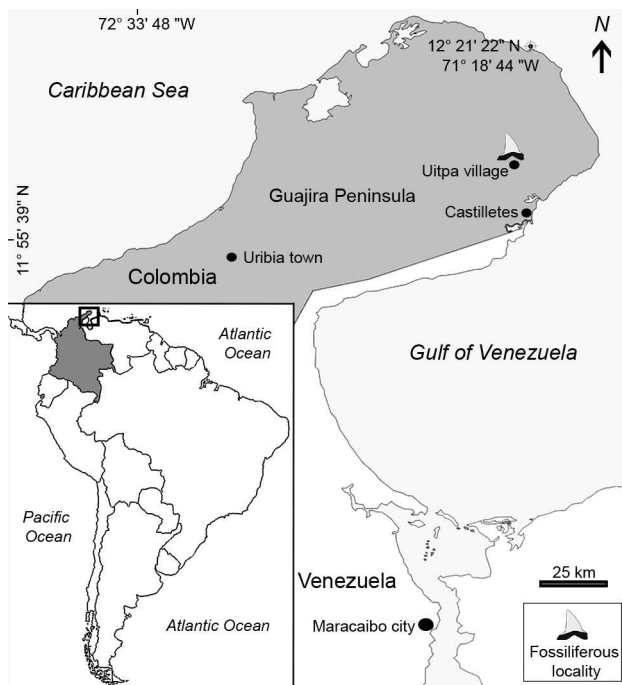 72° 33' 48 "W
N
12° 21' 22" N
71° 18' 44 "W
Caribbean Sea
Uitpa village
Guajira Peninsula
Castilletes
11° 55' 39" N
Uribia town
Colombia
Atlantic
Ocean
Gulf of Venezuela
Pacific
Ocean
Atlantic Ocean
Venezuela
25 km
Maracaibo city
Fossiliferous
locality